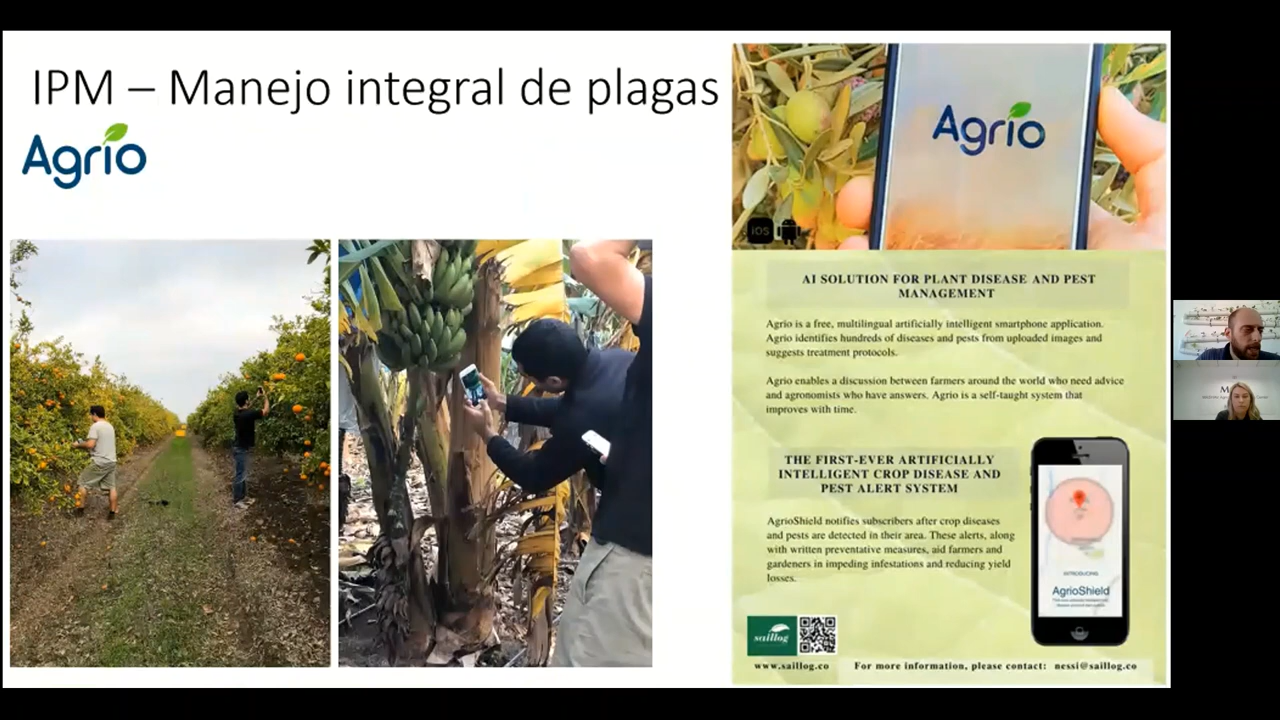 IPM – Manejo integral de plagas
Agrio
Agrio
iOS
AI SOLUTION FOR PLANT DISEASE AND PEST
MANAGEMENT
Agrio is a free, multilingual artificially intelligent smartphone application.
Agrio identifies hundreds of diseases and pests from uploaded images and
suggests treatment protocols.
Agrio enables a discussion between farmers around the world who need advice
and agronomists who have answers. Agrio is a self-taught system that
improves with time.
THE FIRST-EVER ARTIFICIALLY
INTELLIGENT CROP DISEASE AND
PEST ALERT SYSTEM
AgrioShield notifies subscribers after crop diseases
and pests are detected in their area. These alerts, along
with written preventative measures, aid farmers and
gardeners in impeding infestations and reducing yield
losses.
INTRODUCING
AgrioShield
saillog
www.saillog.co
For more information, please contact: nessi@saillog.co